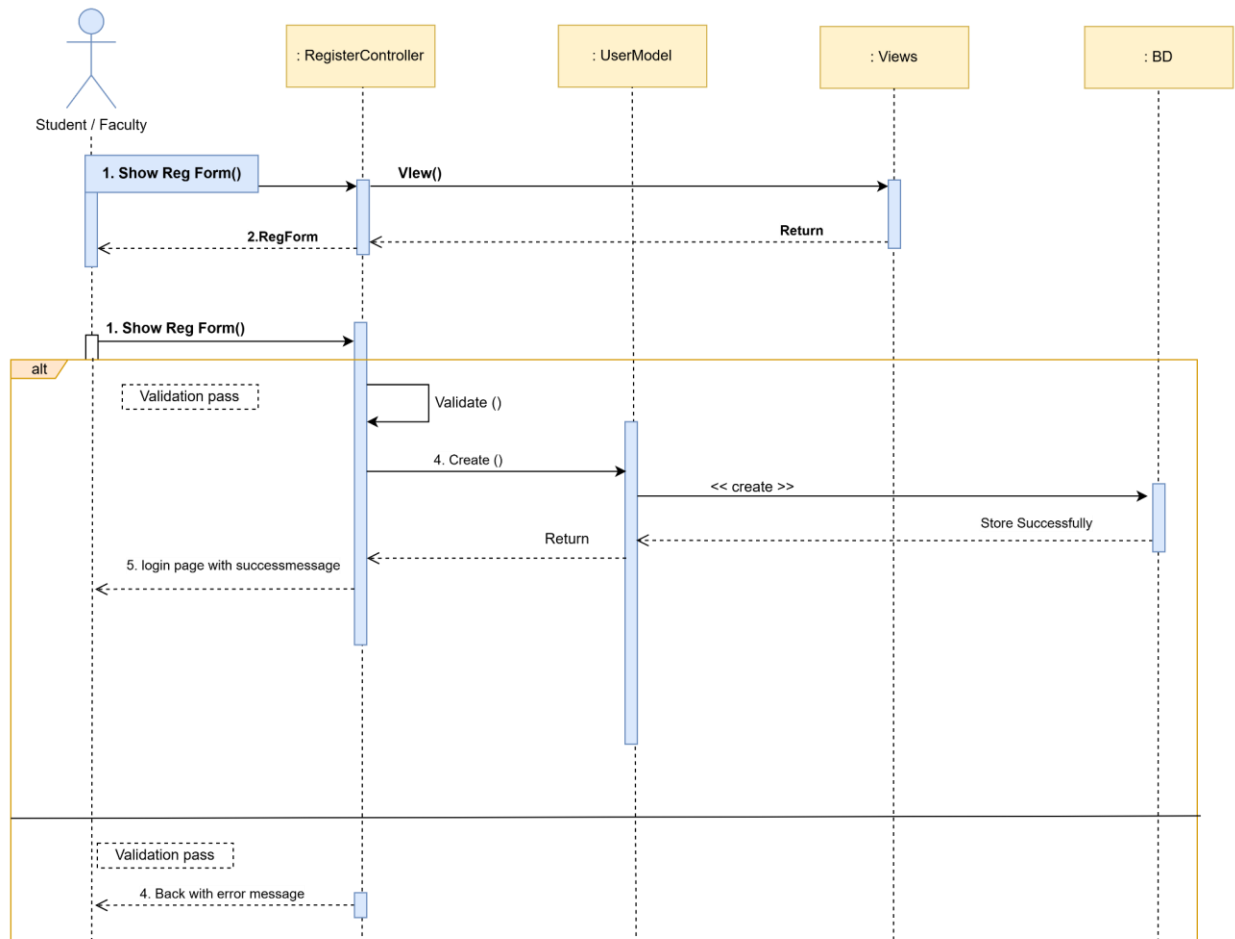 : RegisterController
: UserModel
: Views
: BD
Student / Faculty
1. Show Reg Form()
VIew()
2.RegForm
Return
1. Show Reg Form()
alt
Validation pass
Validate ()
4. Create ()
<< create >>
Store Successfully
Return
5. login page with successmessage
Validation pass
4. Back with error message